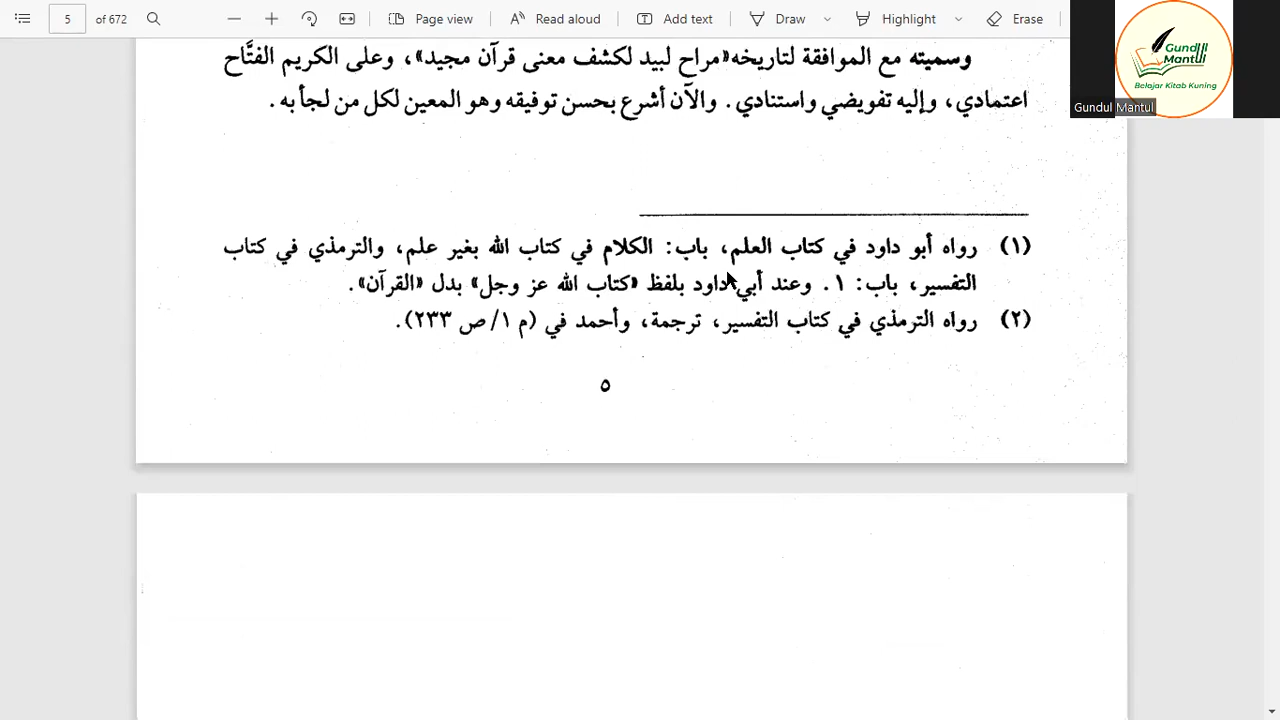 5 of 672 Page view Read aloud Add text Draw Highlight Erase
Gundul
Mantul
Belajar Kitab Kuning
Gundul Mantul
وسميته مع الموافقة لتاريخه «مراح لبيد لكشف معنى قرآن مجيد»، وعلى الكريم الفتَّاح
اعتمادي، وإليه تفويضي واستنادي. والآن أشرع بحسن توفيقه وهو المعين لكل من لجأ به.
(١) رواه أبو داود في كتاب العلم، باب: الكلام في كتاب الله بغير علم، والترمذي في كتاب
التفسير، باب: ١. وعند أبي داود بلفظ «كتاب الله عز وجل» بدل «القرآن».
(٢) رواه الترمذي في كتاب التفسير، ترجمة، وأحمد في (م ١/ ص ٢٣٣).
٥